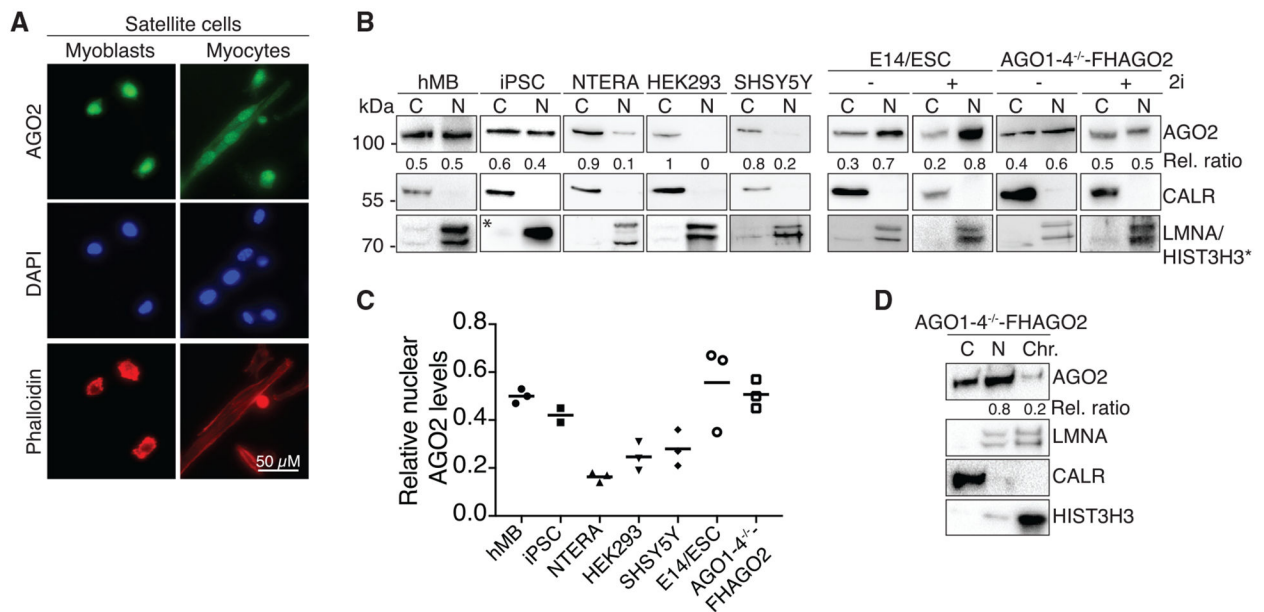 A
Satellite cells
Myoblasts Myocytes
AGO2
DAPI
Phalloidin
50 µM
B
E14/ESC AGO1-4-/--FHAGO2
hMB iPSC NTERA HEK293 SHSY5Y - + - + 2i
kDa C N C N C N C N C N C N C N C N C N
100 - AGO2
0.5 0.5 0.6 0.4 0.9 0.1 1 0 0.8 0.2 0.3 0.7 0.2 0.8 0.4 0.6 0.5 0.5 Rel. ratio
55 - CALR
* 
70 - LMNA/
HIST3H3*
C
Relative nuclear
AGO2 levels
0.8
0.6
0.4
0.2
0.0
hMB
iPSC
NTERA
HEK293
SHSY5Y
E14/ESC
AGO1-4-/--
FHAGO2
D
AGO1-4-/--FHAGO2
C N Chr.
AGO2
0.8 0.2 Rel. ratio
LMNA
CALR
HIST3H3